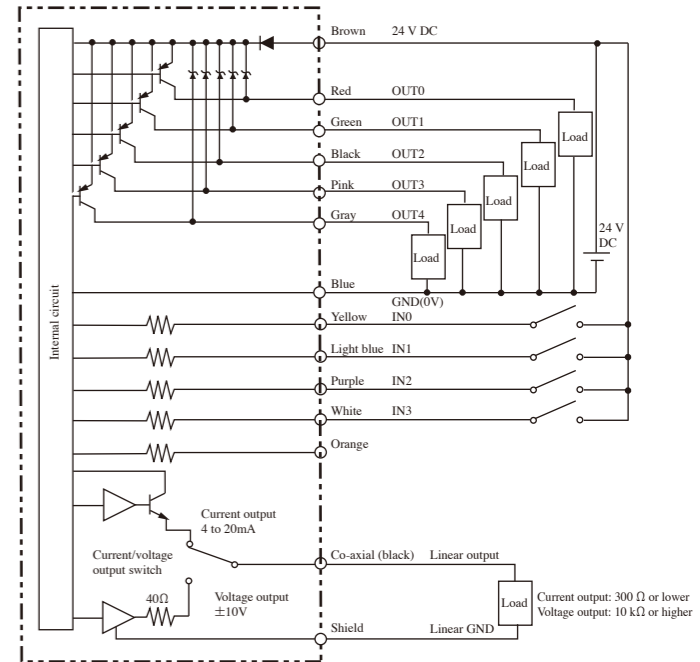 Brown 24 V DC
Red OUT0
Green OUT1
Load
Black OUT2
Load
Pink OUT3
Load
Gray OUT4
Load
24 V
DC
Load
Blue
GND(0V)
Internal circuit
Yellow IN0
Light blue IN1
Purple IN2
White IN3
Orange
Current output
4 to 20mA
Current/voltage
output switch
Co-axial (black) Linear output
40Ω
Voltage output
±10V
Load
Current output: 300 Ω or lower
Voltage output: 10 kΩ or higher
Shield Linear GND